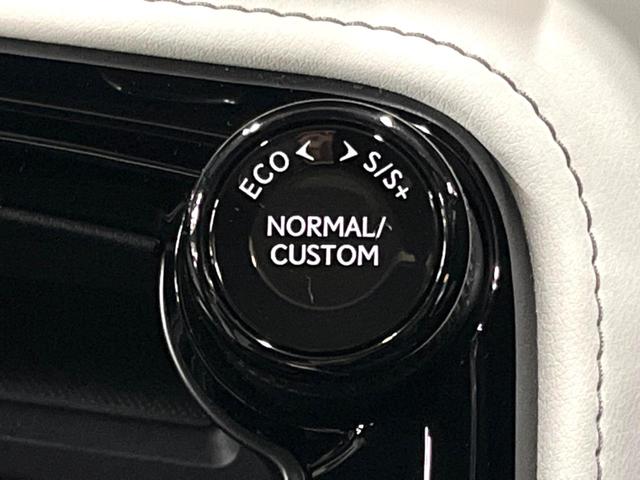 ECO < > S/S+
NORMAL/
CUSTOM